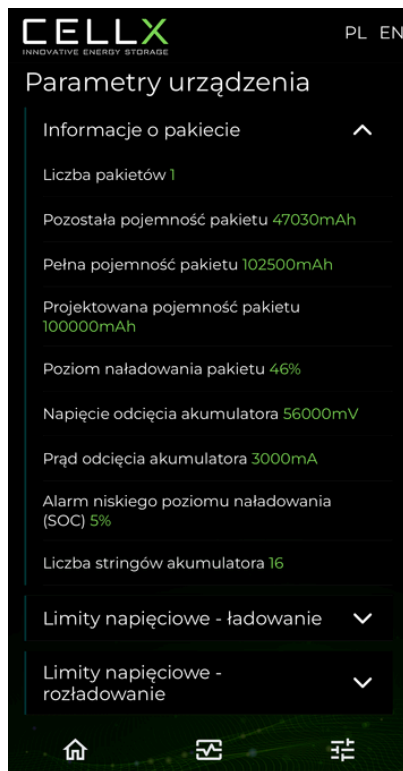 CELLX
INNOVATIVE ENERGY STORAGE
PL EN
Parametry urządzenia
Informacje o pakiecie
Liczba pakietów 1
Pozostała pojemność pakietu 47030mAh
Pełna pojemność pakietu 102500mAh
Projektowana pojemność pakietu
100000mAh
Poziom naładowania pakietu 46%
Napięcie odcięcia akumulatora 56000mV
Prąd odcięcia akumulatora 3000mA
Alarm niskiego poziomu naładowania
(SOC) 5%
Liczba stringów akumulatora 16
Limity napięciowe - ładowanie
Limity napięciowe -
rozładowanie